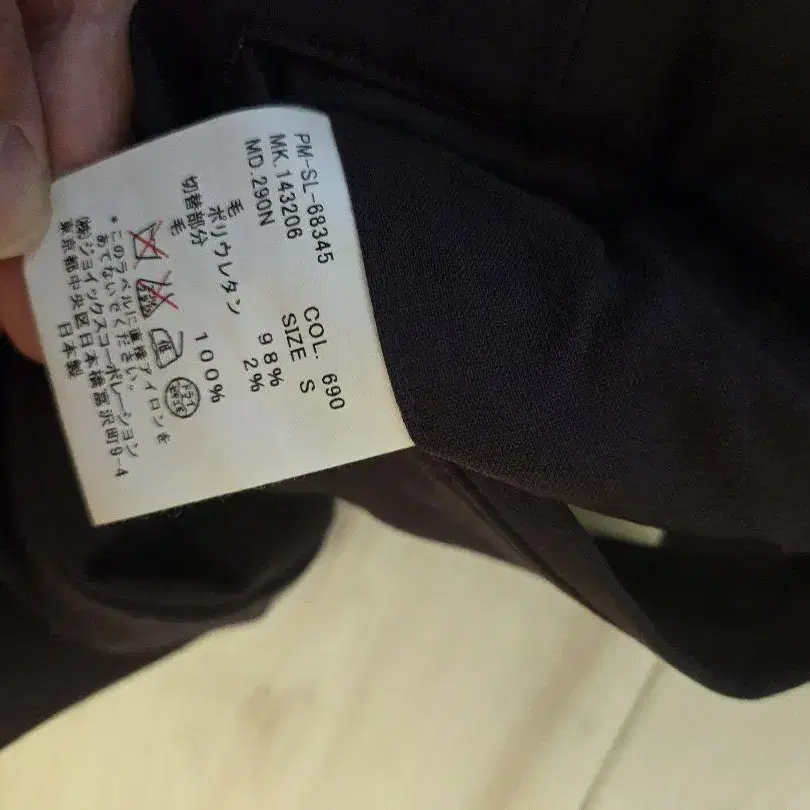 PM-SL-68345 COL. 690
MK. 143206 SIZE S
MD. 290N
毛 98%
ポリウレタン 2%
切替部分
毛 100%
*このラベルに直接アイロンを
あてないでください。
㈱ジョイックスコーポレーション
東京都中央区日本橋富沢町9-4
日本製